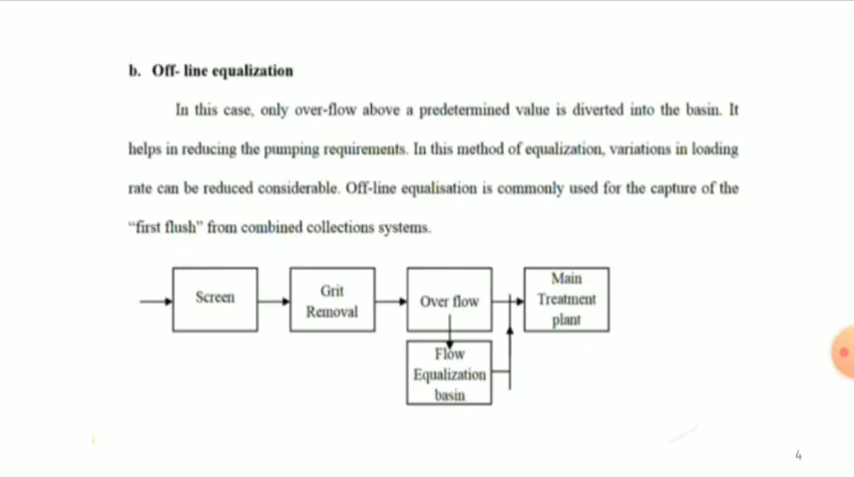 b. Off- line equalization
In this case, only over-flow above a predetermined value is diverted into the basin. It
helps in reducing the pumping requirements. In this method of equalization, variations in loading
rate can be reduced considerable. Off-line equalisation is commonly used for the capture of the
“first flush” from combined collections systems.
Screen
Grit
Removal
Over flow
Main
Treatment
plant
Flow
Equalization
basin
4